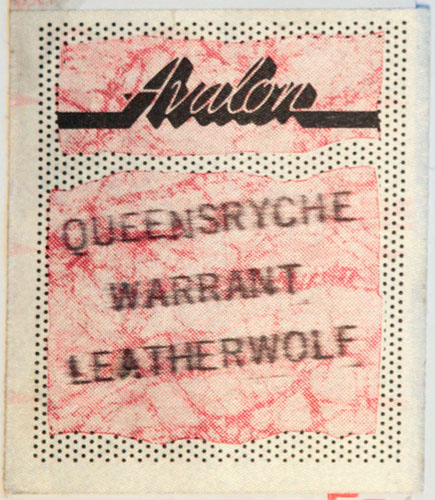 Avalon
QUEENSRYCHE
WARRANT
LEATHERWOLF